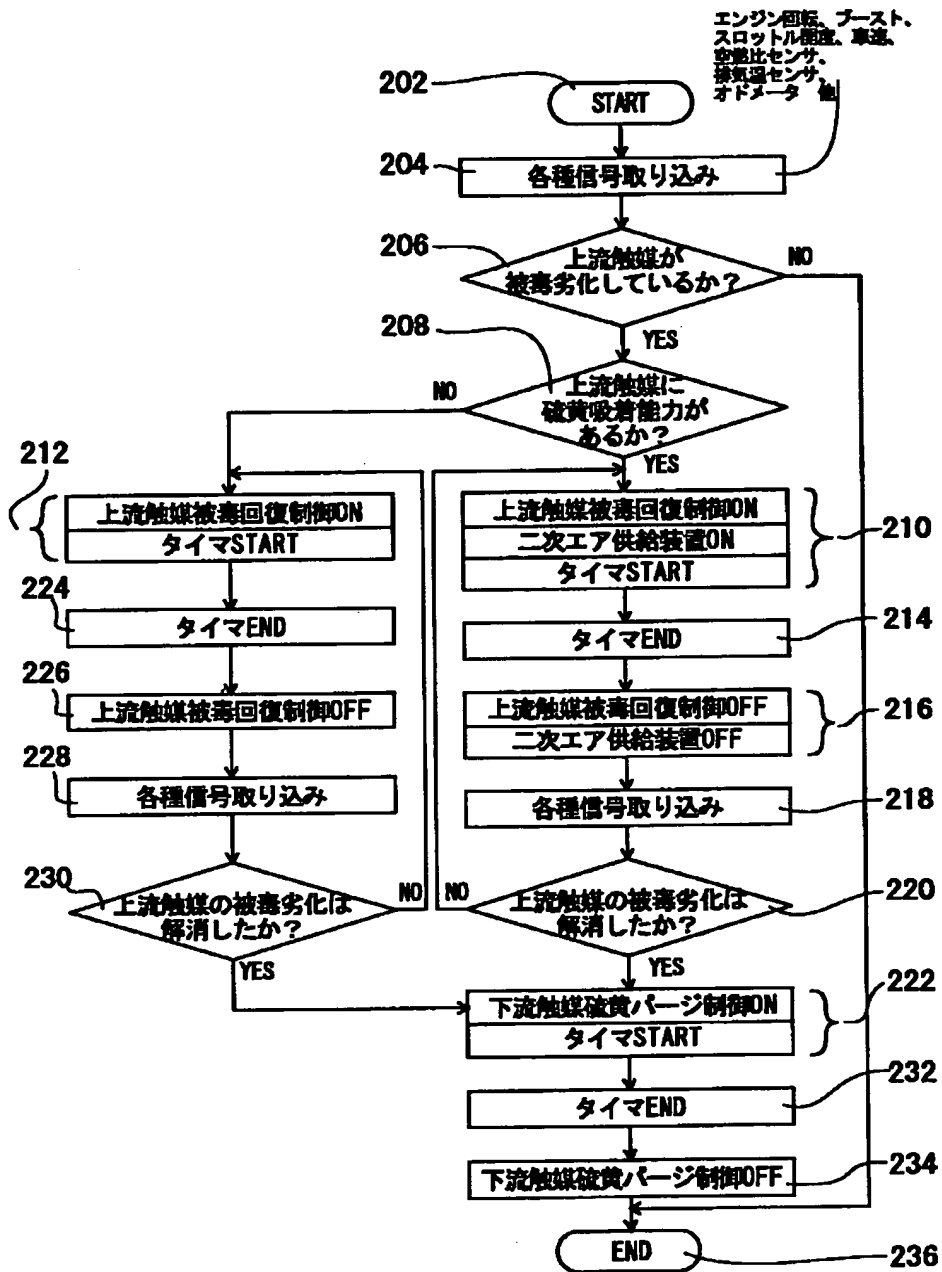 エンジン回転、ブースト、
スロットル開度、車速、
空燃比センサ、
排気温センサ、
オドメータ 他
202
START
204
各種信号取り込み
206
上流触媒が
被毒劣化しているか？
NO
YES
208
上流触媒に
硫黄吸着能力が
あるか？
NO
YES
212
上流触媒被毒回復制御ON
タイマSTART
上流触媒被毒回復制御ON
二次エア供給装置ON
タイマSTART
210
224
タイマEND
タイマEND
214
226
上流触媒被毒回復制御OFF
上流触媒被毒回復制御OFF
二次エア供給装置OFF
216
228
各種信号取り込み
各種信号取り込み
218
230
上流触媒の被毒劣化は
解消したか？
NO
YES
NO
上流触媒の被毒劣化は
解消したか？
220
YES
下流触媒硫黄パージ制御ON
タイマSTART
222
タイマEND
232
下流触媒硫黄パージ制御OFF
234
END
236